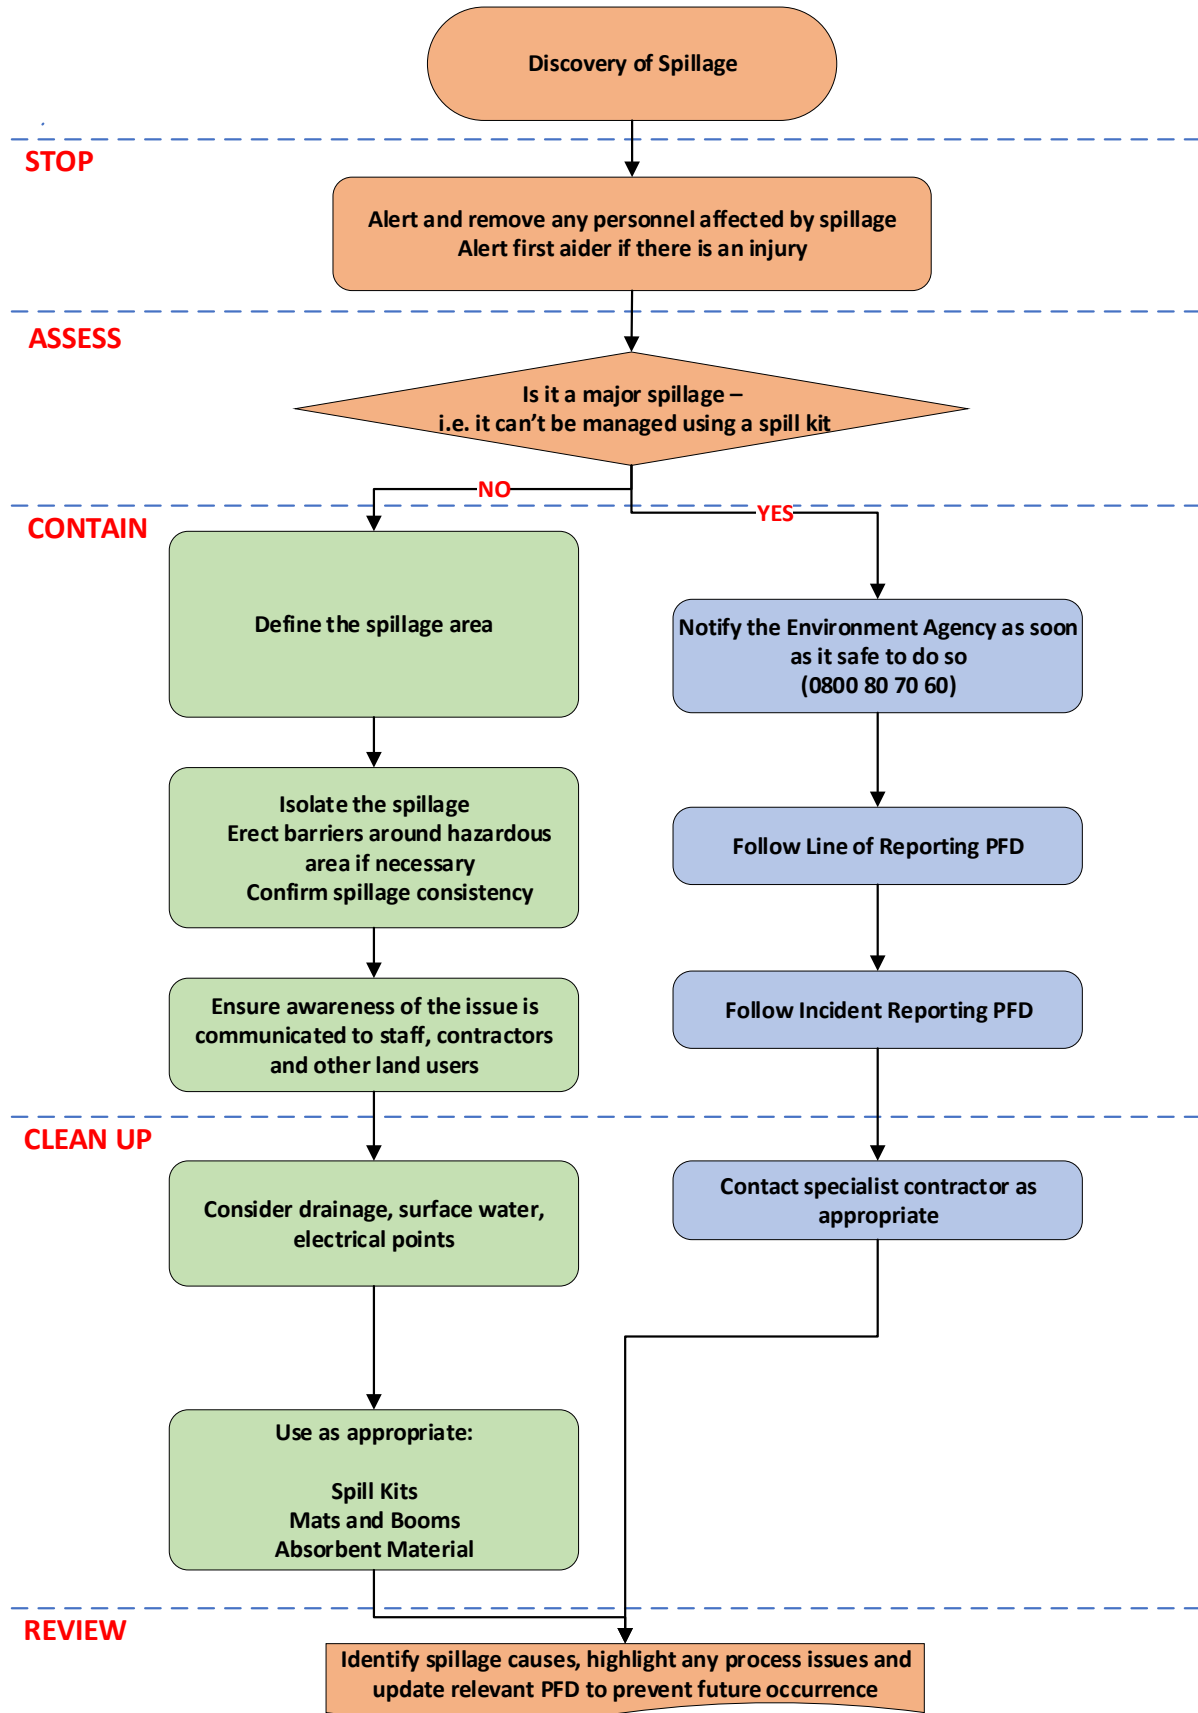 Discovery of Spillage
STOP
Alert and remove any personnel affected by spillage
Alert first aider if there is an injury
ASSESS
Is it a major spillage –
i.e. it can’t be managed using a spill kit
NO
YES
CONTAIN
Define the spillage area
Notify the Environment Agency as soon
as it safe to do so
(0800 80 70 60)
Isolate the spillage
Erect barriers around hazardous
area if necessary
Confirm spillage consistency
Follow Line of Reporting PFD
Ensure awareness of the issue is
communicated to staff, contractors
and other land users
Follow Incident Reporting PFD
CLEAN UP
Consider drainage, surface water,
electrical points
Contact specialist contractor as
appropriate
Use as appropriate:
Spill Kits
Mats and Booms
Absorbent Material
REVIEW
Identify spillage causes, highlight any process issues and
update relevant PFD to prevent future occurrence